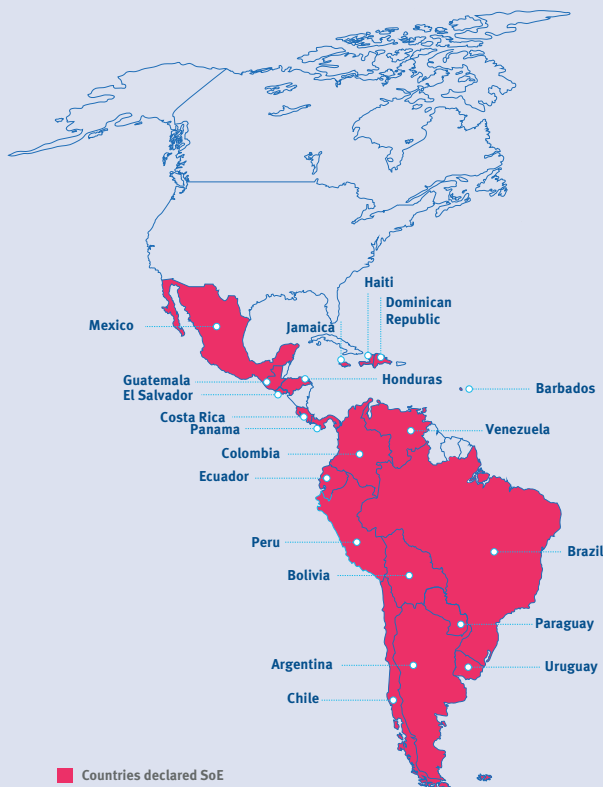 Haiti
Dominican
Republic
Jamaica
Mexico
Guatemala
Honduras
El Salvador
Barbados
Costa Rica
Panama
Venezuela
Colombia
Ecuador
Peru
Brazil
Bolivia
Paraguay
Argentina
Uruguay
Chile
Countries declared SoE